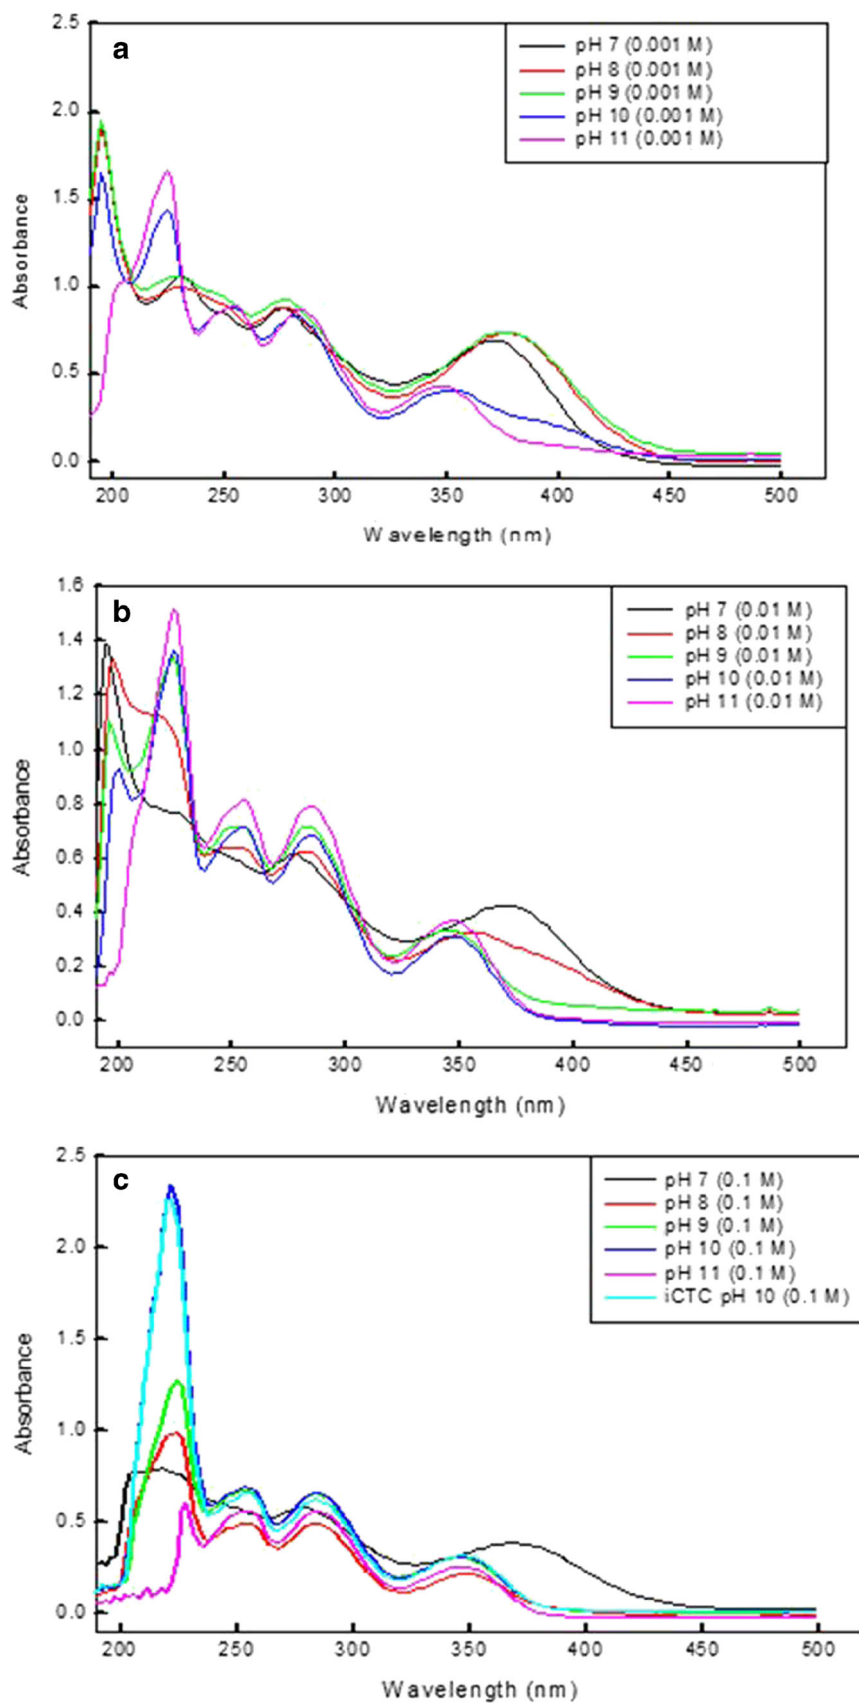 a
2.5
2.0
1.5
1.0
0.5
0.0
Absorbance
pH 7 (0.001 M)
pH 8 (0.001 M)
pH 9 (0.001 M)
pH 10 (0.001 M)
pH 11 (0.001 M)
200 250 300 350 400 450 500
Wavelength (nm)
b
1.6
1.4
1.2
1.0
0.8
0.6
0.4
0.2
0.0
Absorbance
pH 7 (0.01 M)
pH 8 (0.01 M)
pH 9 (0.01 M)
pH 10 (0.01 M)
pH 11 (0.01 M)
200 250 300 350 400 450 500
Wavelength (nm)
c
2.5
2.0
1.5
1.0
0.5
0.0
Absorbance
pH 7 (0.1 M)
pH 8 (0.1 M)
pH 9 (0.1 M)
pH 10 (0.1 M)
pH 11 (0.1 M)
iCTC pH 10 (0.1 M)
200 250 300 350 400 450 500
Wavelength (nm)